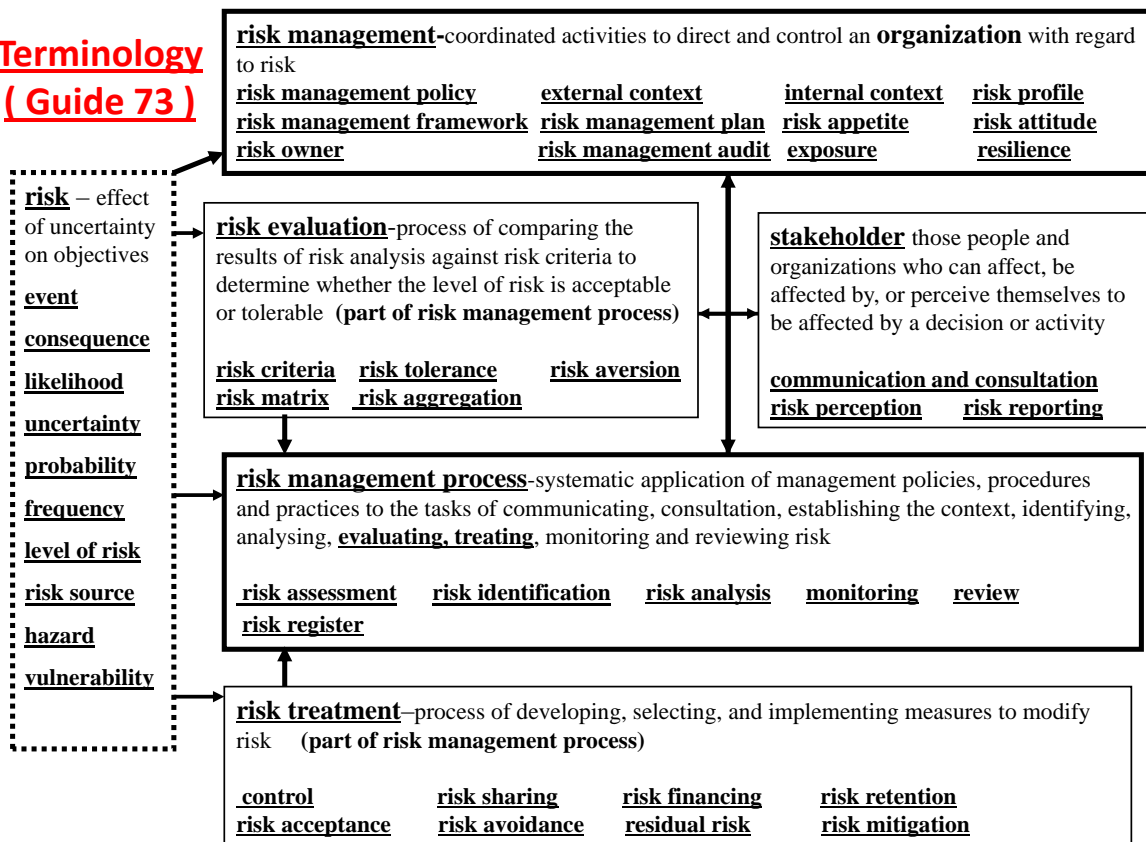 Terminology
( Guide 73 )
risk management-coordinated activities to direct and control an organization with regard
to risk
risk management policy external context internal context risk profile
risk management framework risk management plan risk appetite risk attitude
risk owner risk management audit exposure resilience
risk – effect
of uncertainty
on objectives
event
consequence
likelihood
uncertainty
probability
frequency
level of risk
risk source
hazard
vulnerability
risk evaluation-process of comparing the
results of risk analysis against risk criteria to
determine whether the level of risk is acceptable
or tolerable (part of risk management process)
risk criteria risk tolerance risk aversion
risk matrix risk aggregation
stakeholder those people and
organizations who can affect, be
affected by, or perceive themselves to
be affected by a decision or activity
communication and consultation
risk perception risk reporting
risk management process-systematic application of management policies, procedures
and practices to the tasks of communicating, consultation, establishing the context, identifying,
analysing, evaluating, treating, monitoring and reviewing risk
risk assessment risk identification risk analysis monitoring review
risk register
risk treatment–process of developing, selecting, and implementing measures to modify
risk (part of risk management process)
control risk sharing risk financing risk retention
risk acceptance risk avoidance residual risk risk mitigation